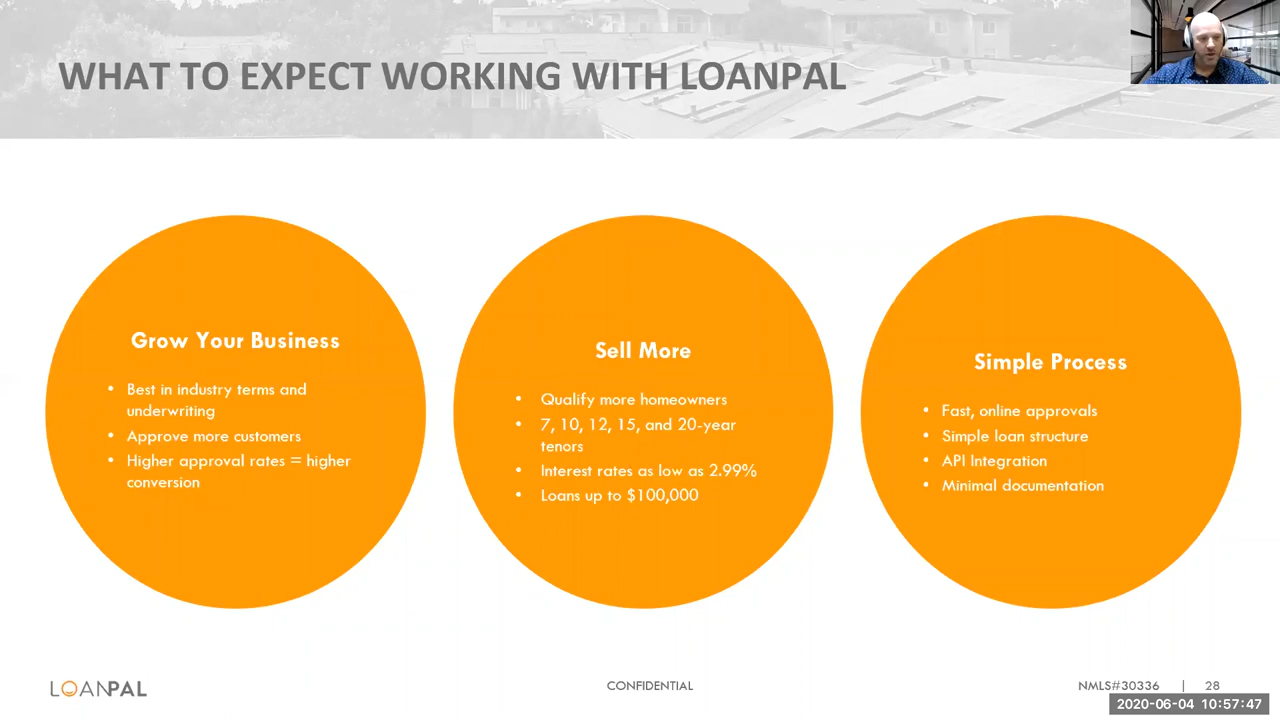 WHAT TO EXPECT WORKING WITH LOANPAL
Grow Your Business
• Best in industry terms and
underwriting
• Approve more customers
• Higher approval rates = higher
conversion
Sell More
• Qualify more homeowners
• 7, 10, 12, 15, and 20-year
tenors
• Interest rates as low as 2.99%
• Loans up to $100,000
Simple Process
• Fast, online approvals
• Simple loan structure
• API Integration
• Minimal documentation
LOANPAL
CONFIDENTIAL
NMLS#30336 | 28
2020-06-04 10:57:47